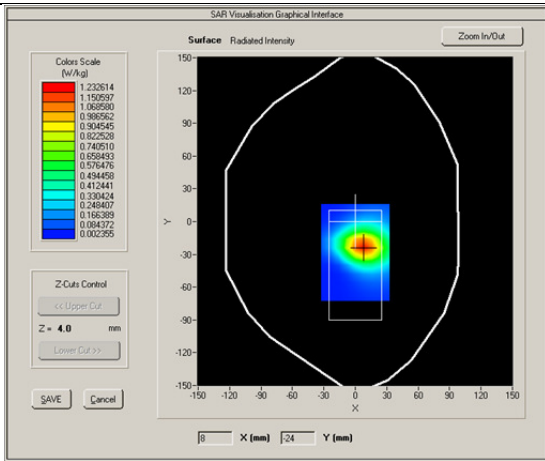 SAR Visualisation Graphical Interface
Surface Radiated Intensity
Zoom In/Out
Colors Scale
(W/kg)
1.232614
1.150597
1.068580
0.986562
0.904545
0.822528
0.740510
0.658493
0.576476
0.494458
0.412441
0.330424
0.248407
0.166389
0.084372
0.002355
Z-Cuts Control
<< Upper Cut
Z = 4.0 mm
Lower Cut >>
SAVE Cancel
150-
120-
90-
60-
30-
0-
-30-
-60-
-90-
-120-
-150-
Y
-150 -120 -90 -60 -30 0 30 60 90 120 150
X
8 X (mm) -24 Y (mm)